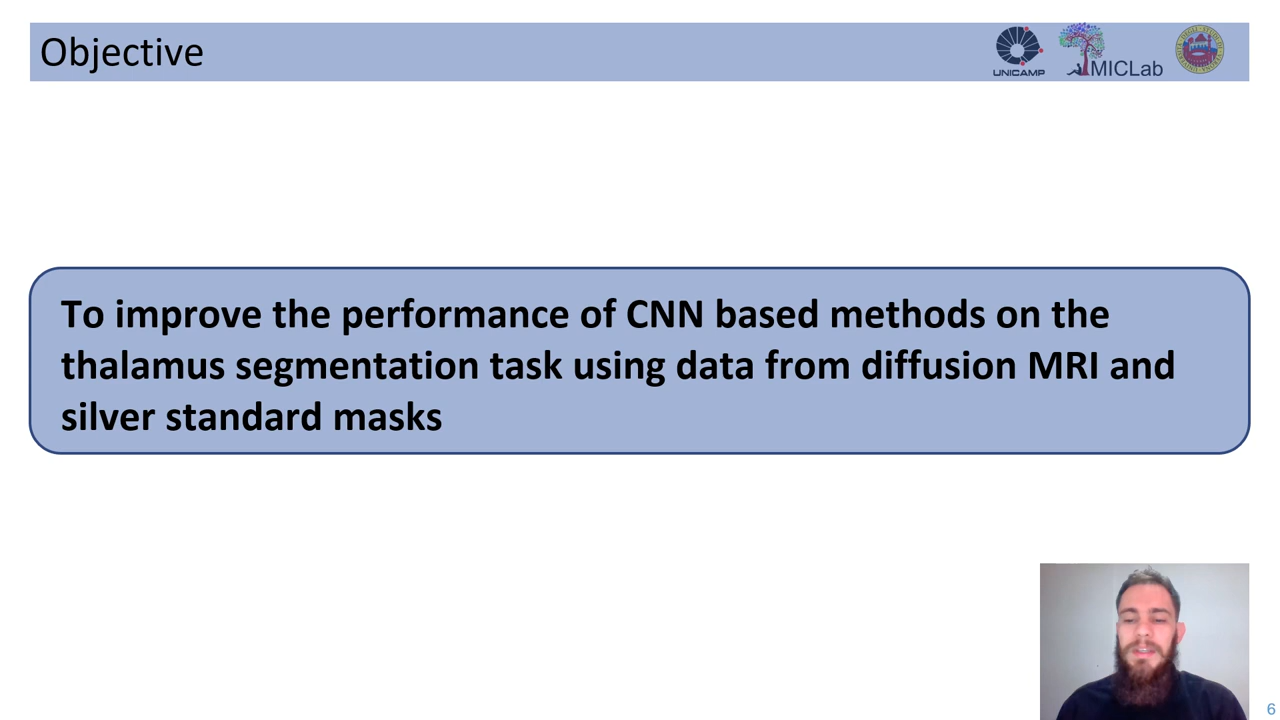 Objective
UNICAMP
MICLab
To improve the performance of CNN based methods on the
thalamus segmentation task using data from diffusion MRI and
silver standard masks
6